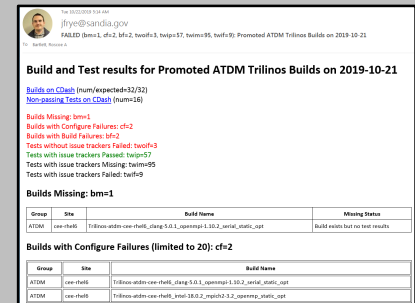 Tue 10/22/2019 5:14 AM
jfrye@sandia.gov
FAILED (bm=1, cf=2, bf=2, twoif=3, twip=57, twim=95, twif=9): Promoted ATDM Trilinos Builds on 2019-10-21
To Bartlett, Roscoe A
Build and Test results for Promoted ATDM Trilinos Builds on 2019-10-21
Builds on CDash (num/expected=32/32)
Non-passing Tests on CDash (num=16)
Builds Missing: bm=1
Builds with Configure Failures: cf=2
Builds with Build Failures: bf=2
Tests without issue trackers Failed: twoif=3
Tests with issue trackers Passed: twip=57
Tests with issue trackers Missing: twim=95
Tests with issue trackers Failed: twif=9
Builds Missing: bm=1
Group Site Build Name Missing Status
ATDM cee-rhel6 Trilinos-atdm-cee-rhel6_clang-5.0.1_openmpi-1.10.2_serial_static_opt Build exists but no test results
Builds with Configure Failures (limited to 20): cf=2
Group Site Build Name
ATDM cee-rhel6 Trilinos-atdm-cee-rhel6_clang-5.0.1_openmpi-1.10.2_serial_static_opt
ATDM cee-rhel6 Trilinos-atdm-cee-rhel6_intel-18.0.2_mpich2-3.2_openmp_static_opt